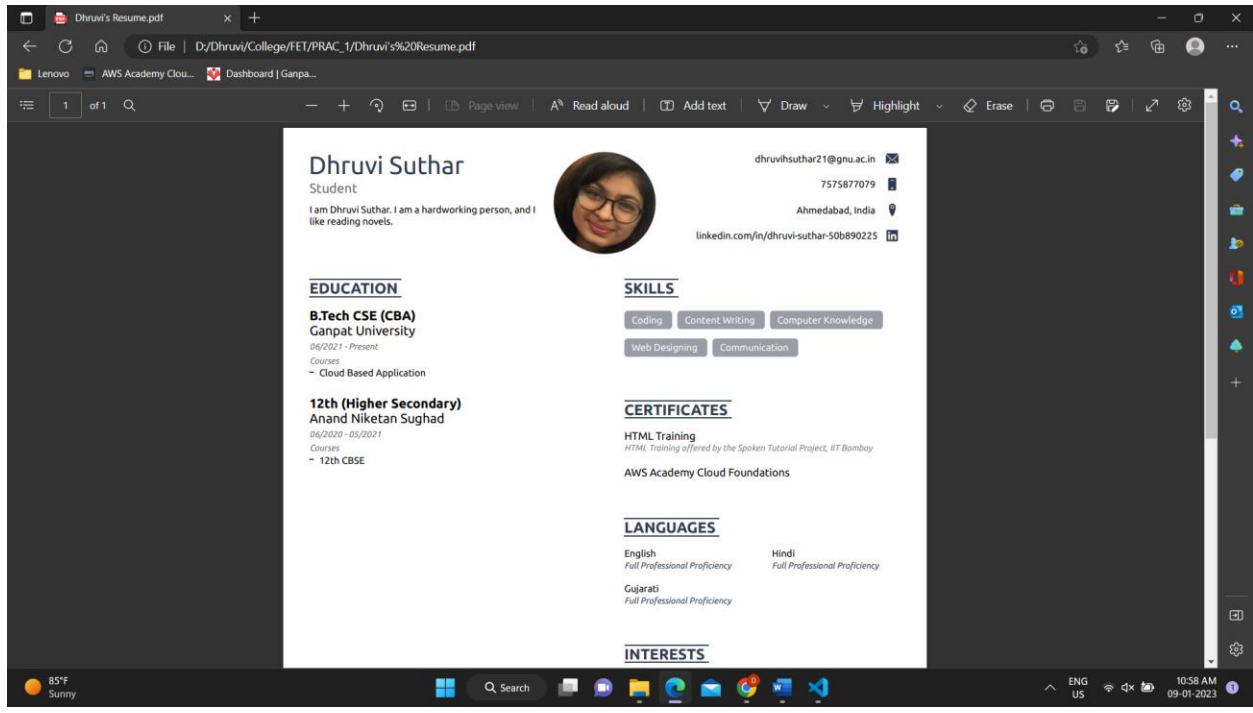 Dhruvi's Resume.pdf
File | D:/Dhruvi/College/FET/PRAC_1/Dhruvi's%20Resume.pdf
Lenovo AWS Academy Clou... Dashboard | Ganpa...
1 of 1 Page view A Read aloud Add text Draw Highlight Erase
Dhruvi Suthar
Student
I am Dhruvi Suthar. I am a hardworking person, and I
like reading novels.
dhruvihsuthar21@gnu.ac.in
7575877079
Ahmedabad, India
linkedin.com/in/dhruvi-suthar-50b890225
EDUCATION
B.Tech CSE (CBA)
Ganpat University
06/2021 - Present
Courses
- Cloud Based Application
12th (Higher Secondary)
Anand Niketan Sughad
06/2020 - 05/2021
Courses
- 12th CBSE
SKILLS
Coding Content Writing Computer Knowledge
Web Designing Communication
CERTIFICATES
HTML Training
HTML Training offered by the Spoken Tutorial Project, IIT Bombay
AWS Academy Cloud Foundations
LANGUAGES
English Hindi
Full Professional Proficiency Full Professional Proficiency
Gujarati
Full Professional Proficiency
INTERESTS
85°F
Sunny
Search
ENG
US
10:58 AM
09-01-2023
1